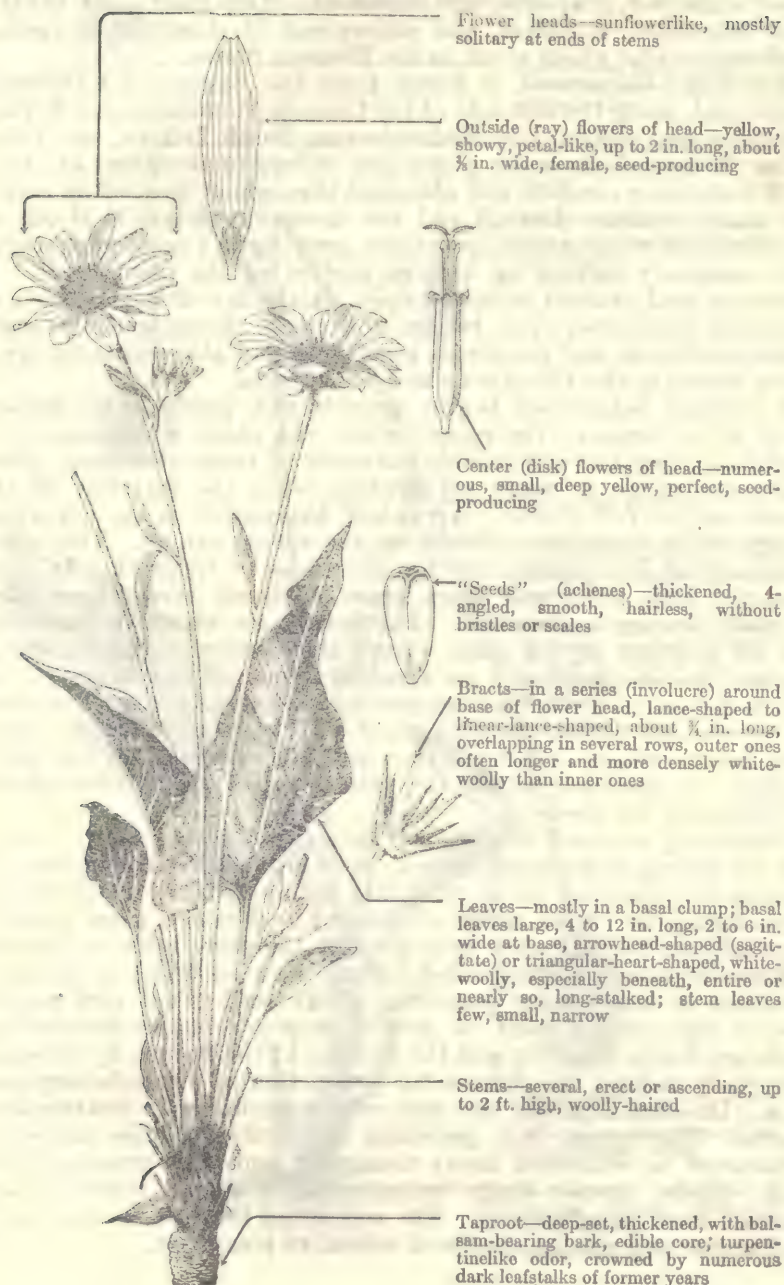 Flower heads—sunflowerlike, mostly
solitary at ends of stems
Outside (ray) flowers of head—yellow,
showy, petal-like, up to 2 in. long, about
⅜ in. wide, female, seed-producing
Center (disk) flowers of head—numer-
ous, small, deep yellow, perfect, seed-
producing
"Seeds" (achenes)—thickened, 4-
angled, smooth, hairless, without
bristles or scales
Bracts—in a series (involucre) around
base of flower head, lance-shaped to
linear-lance-shaped, about ¾ in. long,
overlapping in several rows, outer ones
often longer and more densely white-
woolly than inner ones
Leaves—mostly in a basal clump; basal
leaves large, 4 to 12 in. long, 2 to 6 in.
wide at base, arrowhead-shaped (sagit-
tate) or triangular-heart-shaped, white-
woolly, especially beneath, entire or
nearly so, long-stalked; stem leaves
few, small, narrow
Stems—several, erect or ascending, up
to 2 ft. high, woolly-haired
Taproot—deep-set, thickened, with bal-
sam-bearing bark, edible core; turpen-
tinelike odor, crowned by numerous
dark leafstalks of former years